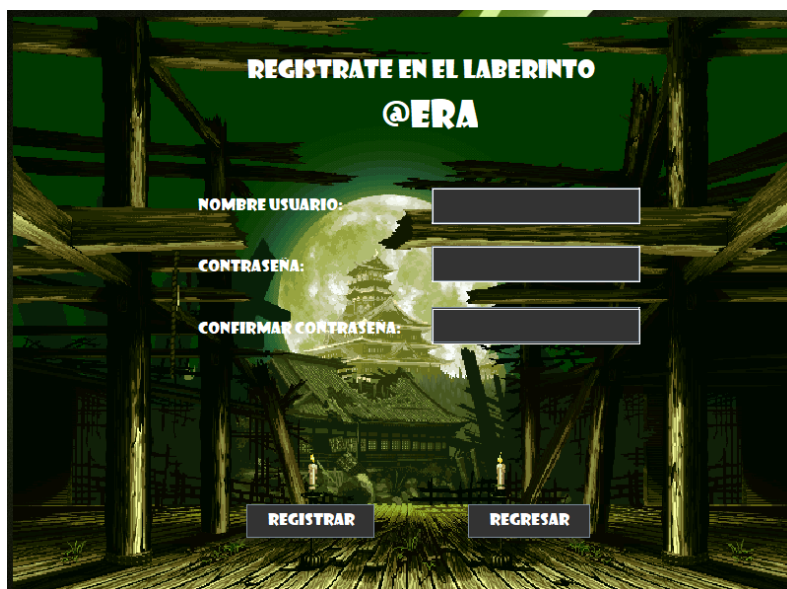 REGISTRATE EN EL LABERINTO
@ERA
NOMBRE USUARIO:
CONTRASEÑA:
CONFIRMAR CONTRASEÑA:
REGISTRAR
REGRESAR